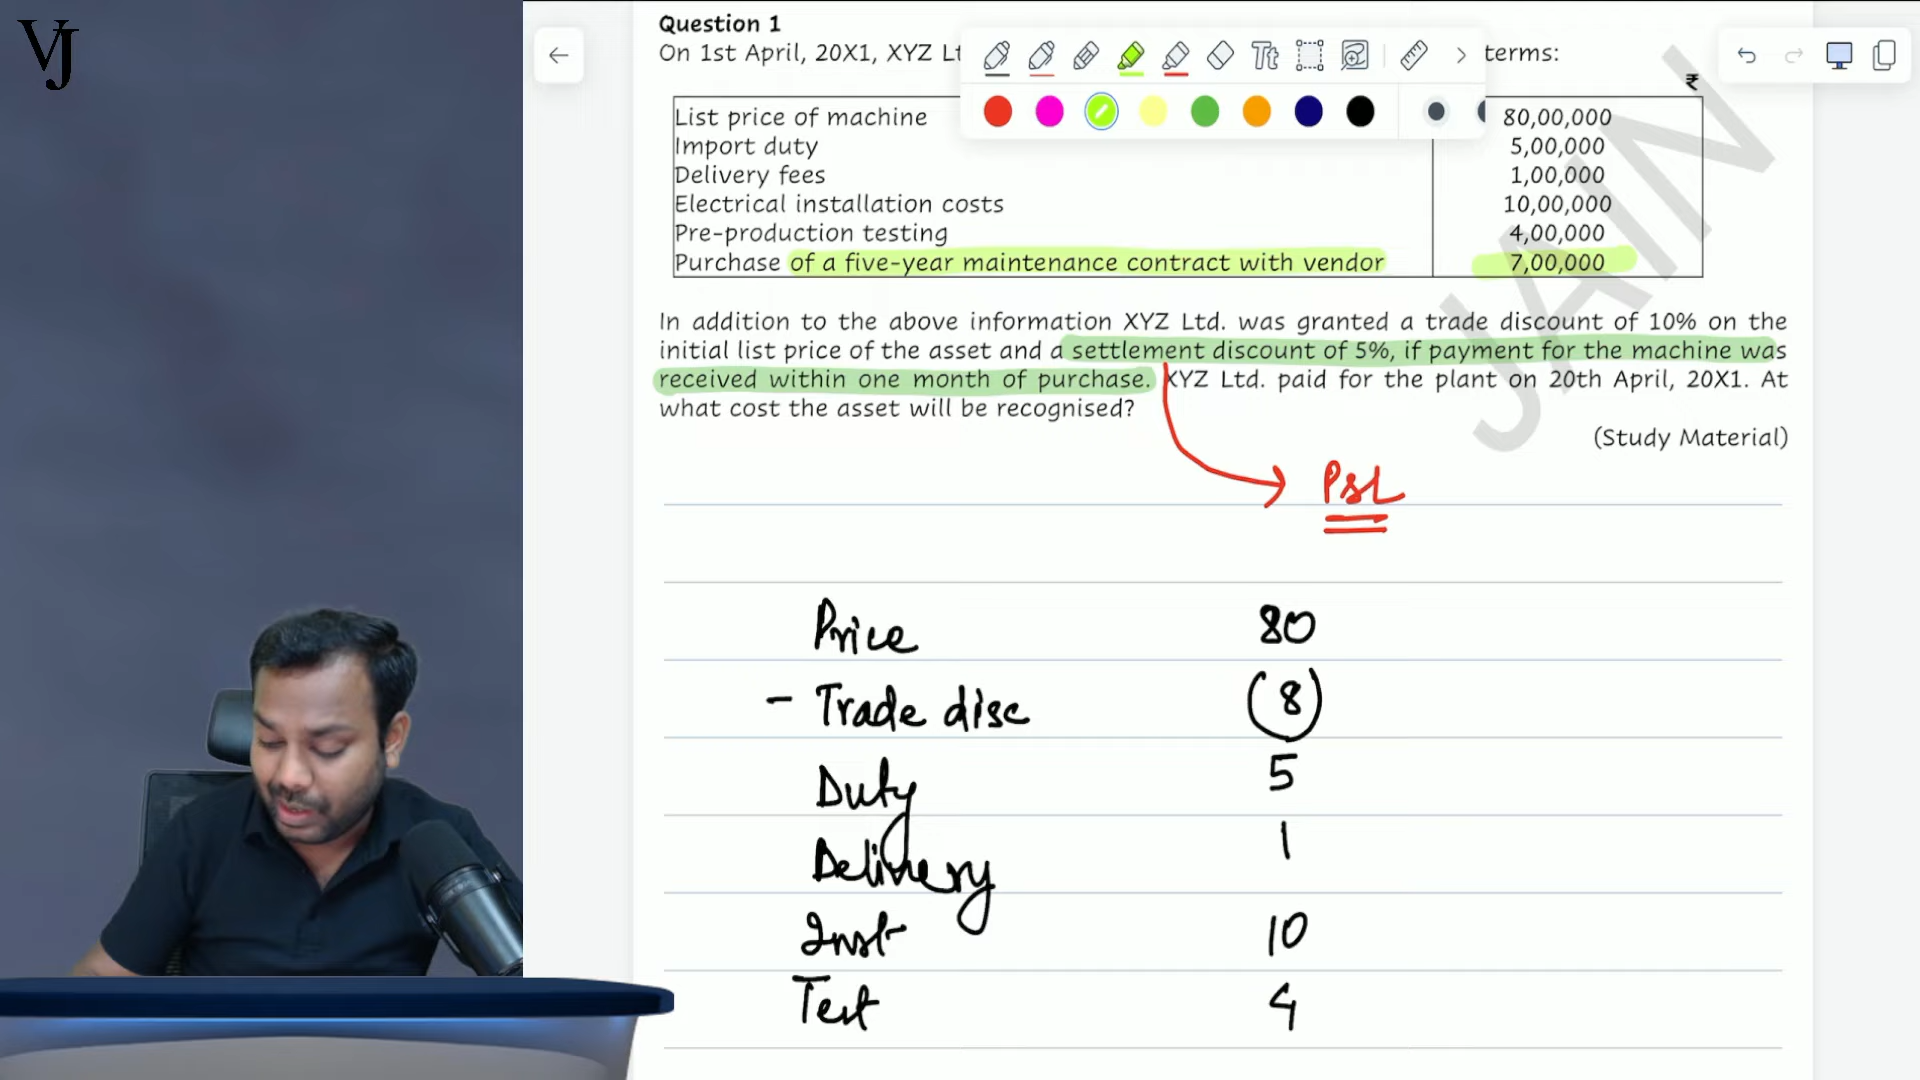 VJ
Question 1
On 1st April, 20X1, XYZ Lt terms:
₹
List price of machine 80,00,000
Import duty 5,00,000
Delivery fees 1,00,000
Electrical installation costs 10,00,000
Pre-production testing 4,00,000
Purchase of a five-year maintenance contract with vendor 7,00,000
In addition to the above information XYZ Ltd. was granted a trade discount of 10% on the
initial list price of the asset and a settlement discount of 5%, if payment for the machine was
received within one month of purchase. XYZ Ltd. paid for the plant on 20th April, 20X1. At
what cost the asset will be recognised?
(Study Material)
JAIN
P&L
Price 80
- Trade disc (8)
Duty 5
Delivery 1
Inst 10
Test 4
Tt